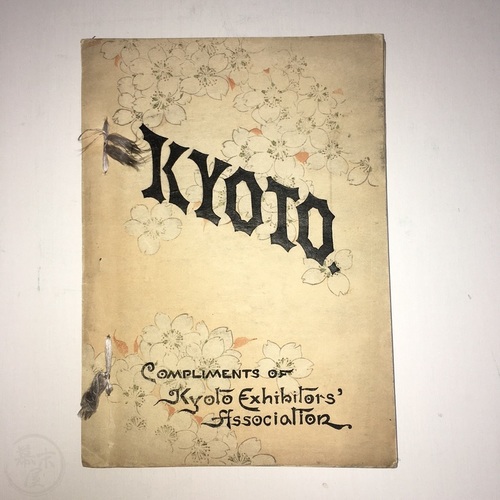 KYOTO.
COMPLIMENTS OF
Kyoto Exhibitors'
Association.